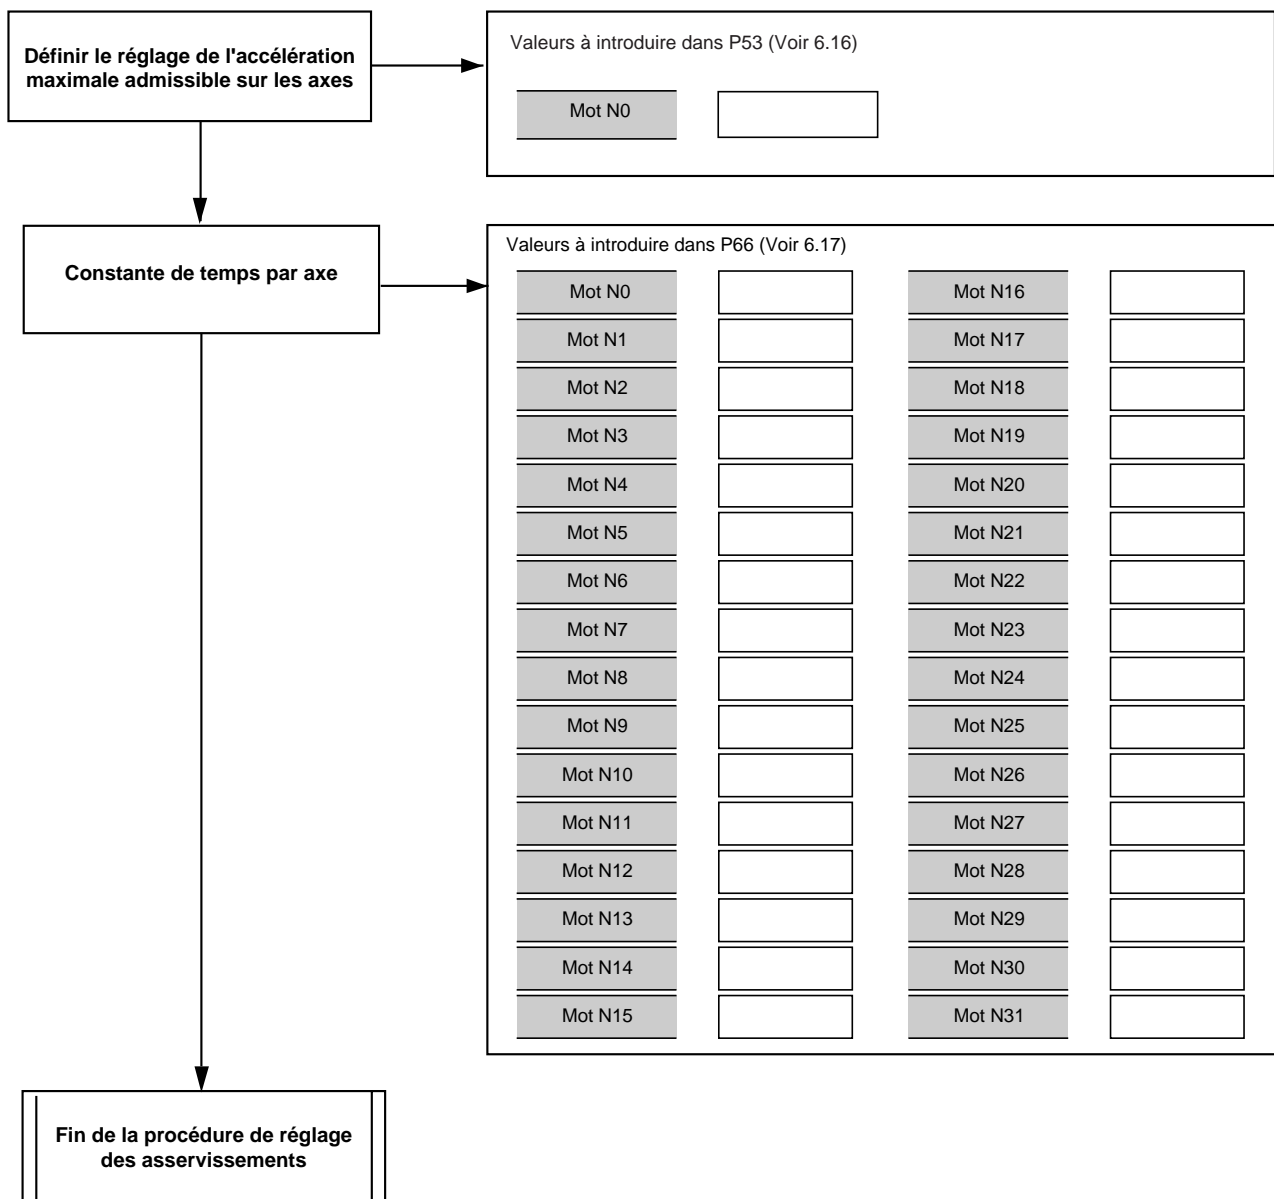 Définir le réglage de l'accélération
maximale admissible sur les axes
Valeurs à introduire dans P53 (Voir 6.16)
Mot N0
Constante de temps par axe
Valeurs à introduire dans P66 (Voir 6.17)
Mot N0
Mot N16
Mot N1
Mot N17
Mot N2
Mot N18
Mot N3
Mot N19
Mot N4
Mot N20
Mot N5
Mot N21
Mot N6
Mot N22
Mot N7
Mot N23
Mot N8
Mot N24
Mot N9
Mot N25
Mot N10
Mot N26
Mot N11
Mot N27
Mot N12
Mot N28
Mot N13
Mot N29
Mot N14
Mot N30
Mot N15
Mot N31
Fin de la procédure de réglage
des asservissements